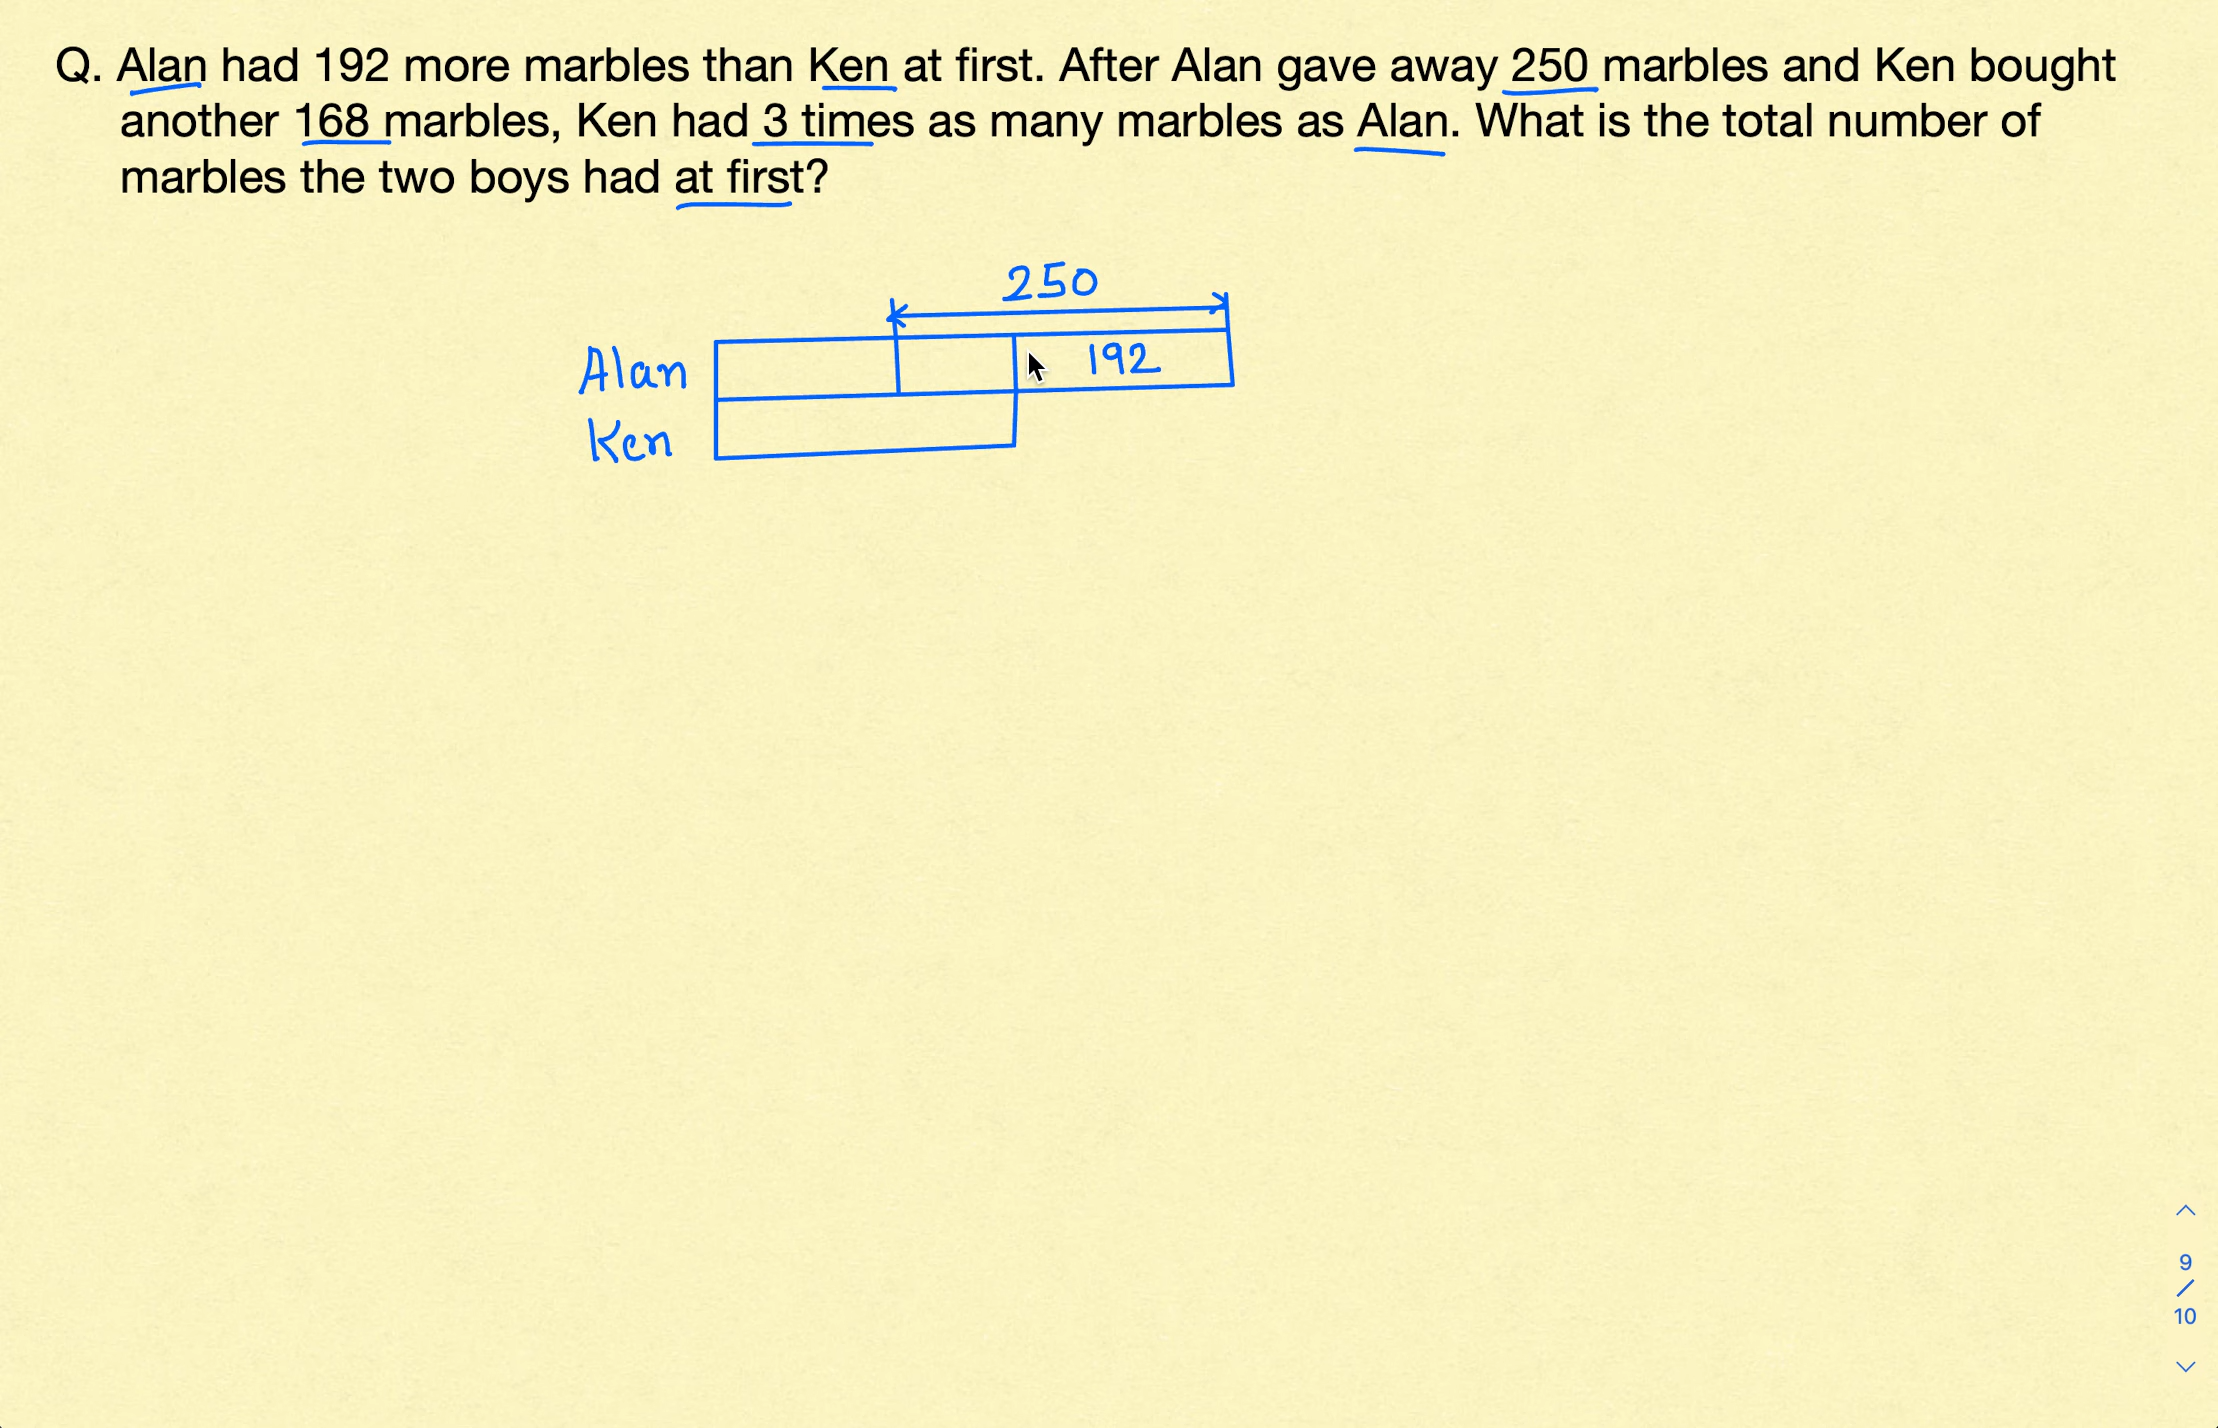 Q. Alan had 192 more marbles than Ken at first. After Alan gave away 250 marbles and Ken bought
another 168 marbles, Ken had 3 times as many marbles as Alan. What is the total number of
marbles the two boys had at first?
250
Alan 192
Ken
9
/
10